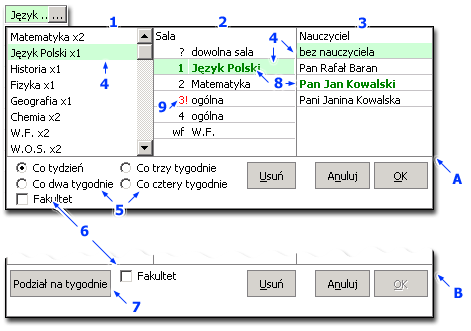 Język .. ...
1 2 3
Matematyka x2
Język Polski x1
Historia x1
Fizyka x1
Geografia x1
Chemia x2
W.F. x2
W.O.S. x2
4
Sala
? dowolna sala
1 Język Polski
2 Matematyka
3! ogólna
4 ogólna
wf W.F.
4
8
9
Nauczyciel
bez nauczyciela
Pan Rafał Baran
Pan Jan Kowalski
Pani Janina Kowalska
Co tydzień
Co trzy tygodnie
Co dwa tygodnie
Co cztery tygodnie
Fakultet
Usuń
Anuluj
OK
A
5
6
Podział na tygodnie
Fakultet
Usuń
Anuluj
OK
B
7